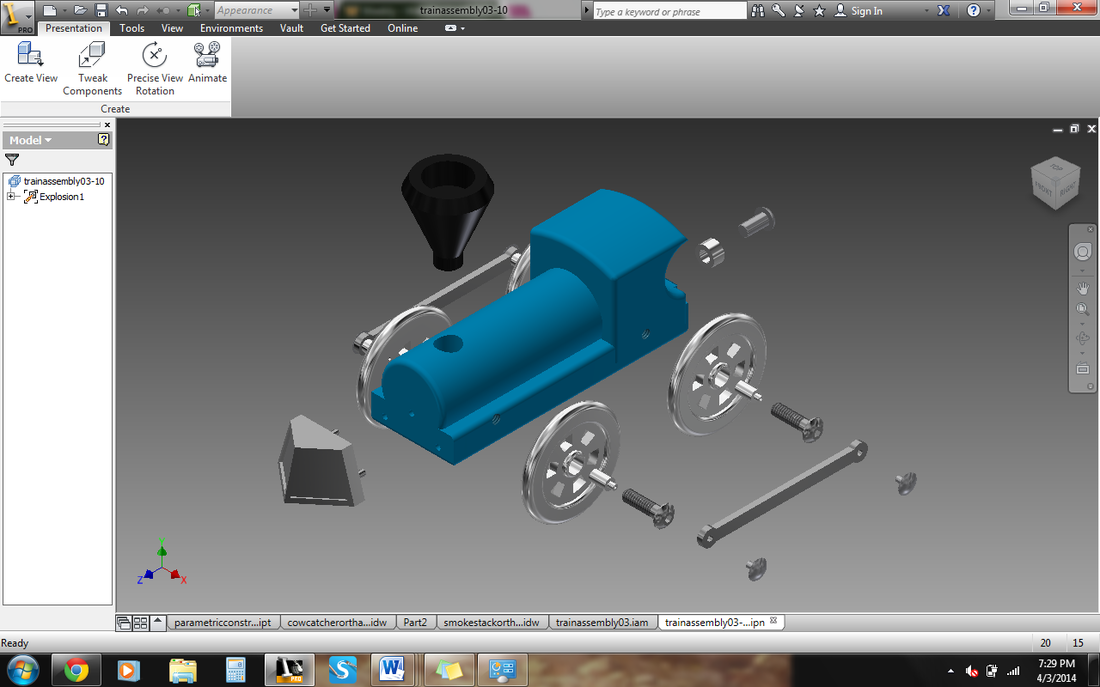 Appearance
trainassembly03-10
Type a keyword or phrase
Sign In
PRO
Presentation Tools View Environments Vault Get Started Online
Create View
Tweak Components
Precise View Rotation
Animate
Create
Model
trainassembly03-10
Explosion1
TOP
FRONT
RIGHT
Y
Z
X
parametricconstr...ipt cowcatcherortha...idw Part2 smokestackorth...idw trainassembly03.iam trainassembly03-...ipn
Ready
20 15
PRO
7:29 PM
4/3/2014